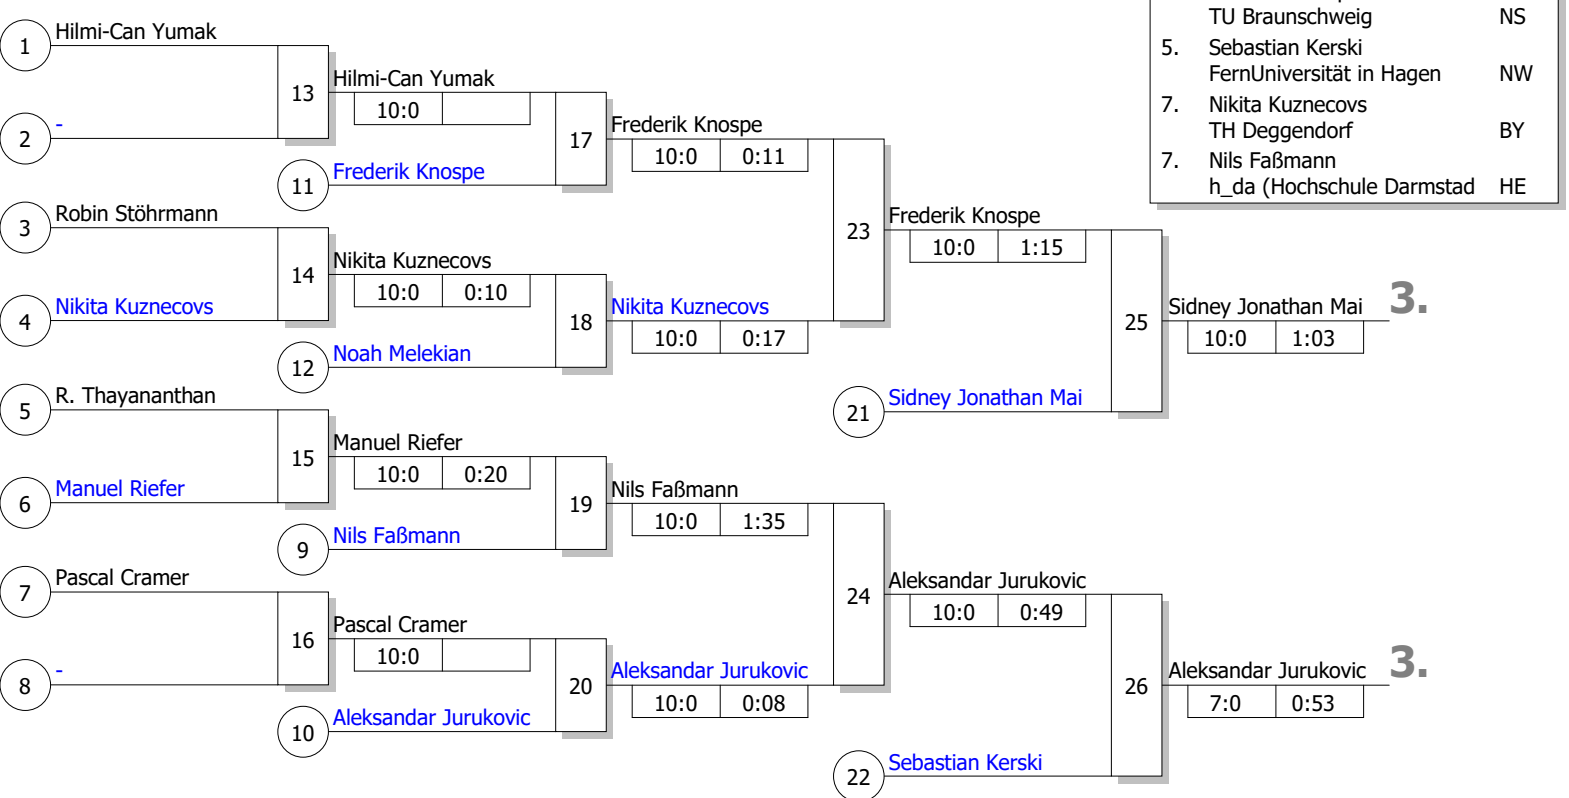 TU Braunschweig NS
5. Sebastian Kerski
FernUniversität in Hagen NW
7. Nikita Kuznecovs
TH Deggendorf BY
7. Nils Faßmann
h_da (Hochschule Darmstad HE
1 Hilmi-Can Yumak
2 -
13 Hilmi-Can Yumak
10:0
11 Frederik Knospe
17 Frederik Knospe
10:0 0:11
3 Robin Stöhrmann
4 Nikita Kuznecovs
14 Nikita Kuznecovs
10:0 0:10
12 Noah Melekian
18 Nikita Kuznecovs
10:0 0:17
23 Frederik Knospe
10:0 1:15
21 Sidney Jonathan Mai
25 Sidney Jonathan Mai 3.
10:0 1:03
5 R. Thayananthan
6 Manuel Riefer
15 Manuel Riefer
10:0 0:20
9 Nils Faßmann
19 Nils Faßmann
10:0 1:35
7 Pascal Cramer
8 -
16 Pascal Cramer
10:0
10 Aleksandar Jurukovic
20 Aleksandar Jurukovic
10:0 0:08
24 Aleksandar Jurukovic
10:0 0:49
22 Sebastian Kerski
26 Aleksandar Jurukovic 3.
7:0 0:53